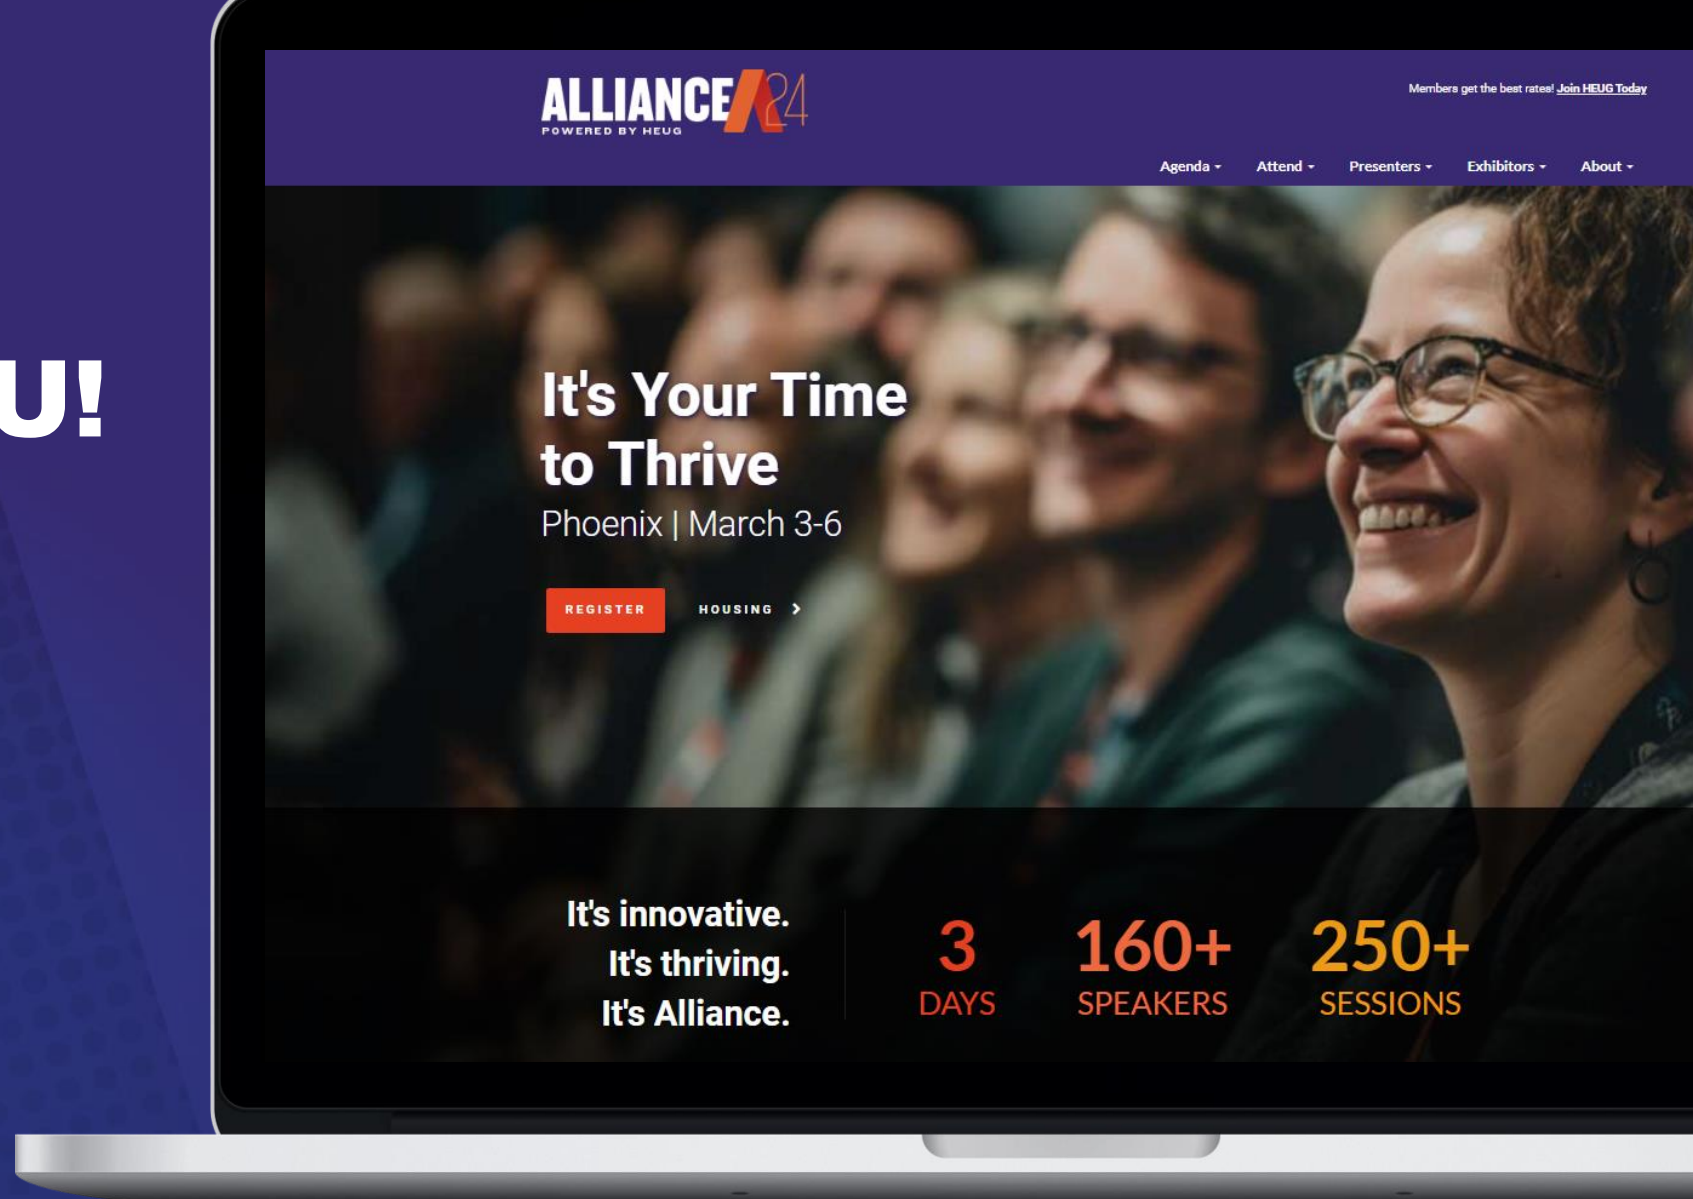 U!
ALLIANCE A24
POWERED BY HEUG
Members get the best rates! Join HEUG Today
Agenda Attend Presenters Exhibitors About
It's Your Time
to Thrive
Phoenix | March 3-6
REGISTER HOUSING
It's innovative.
It's thriving.
It's Alliance.
3 160+ 250+
DAYS SPEAKERS SESSIONS